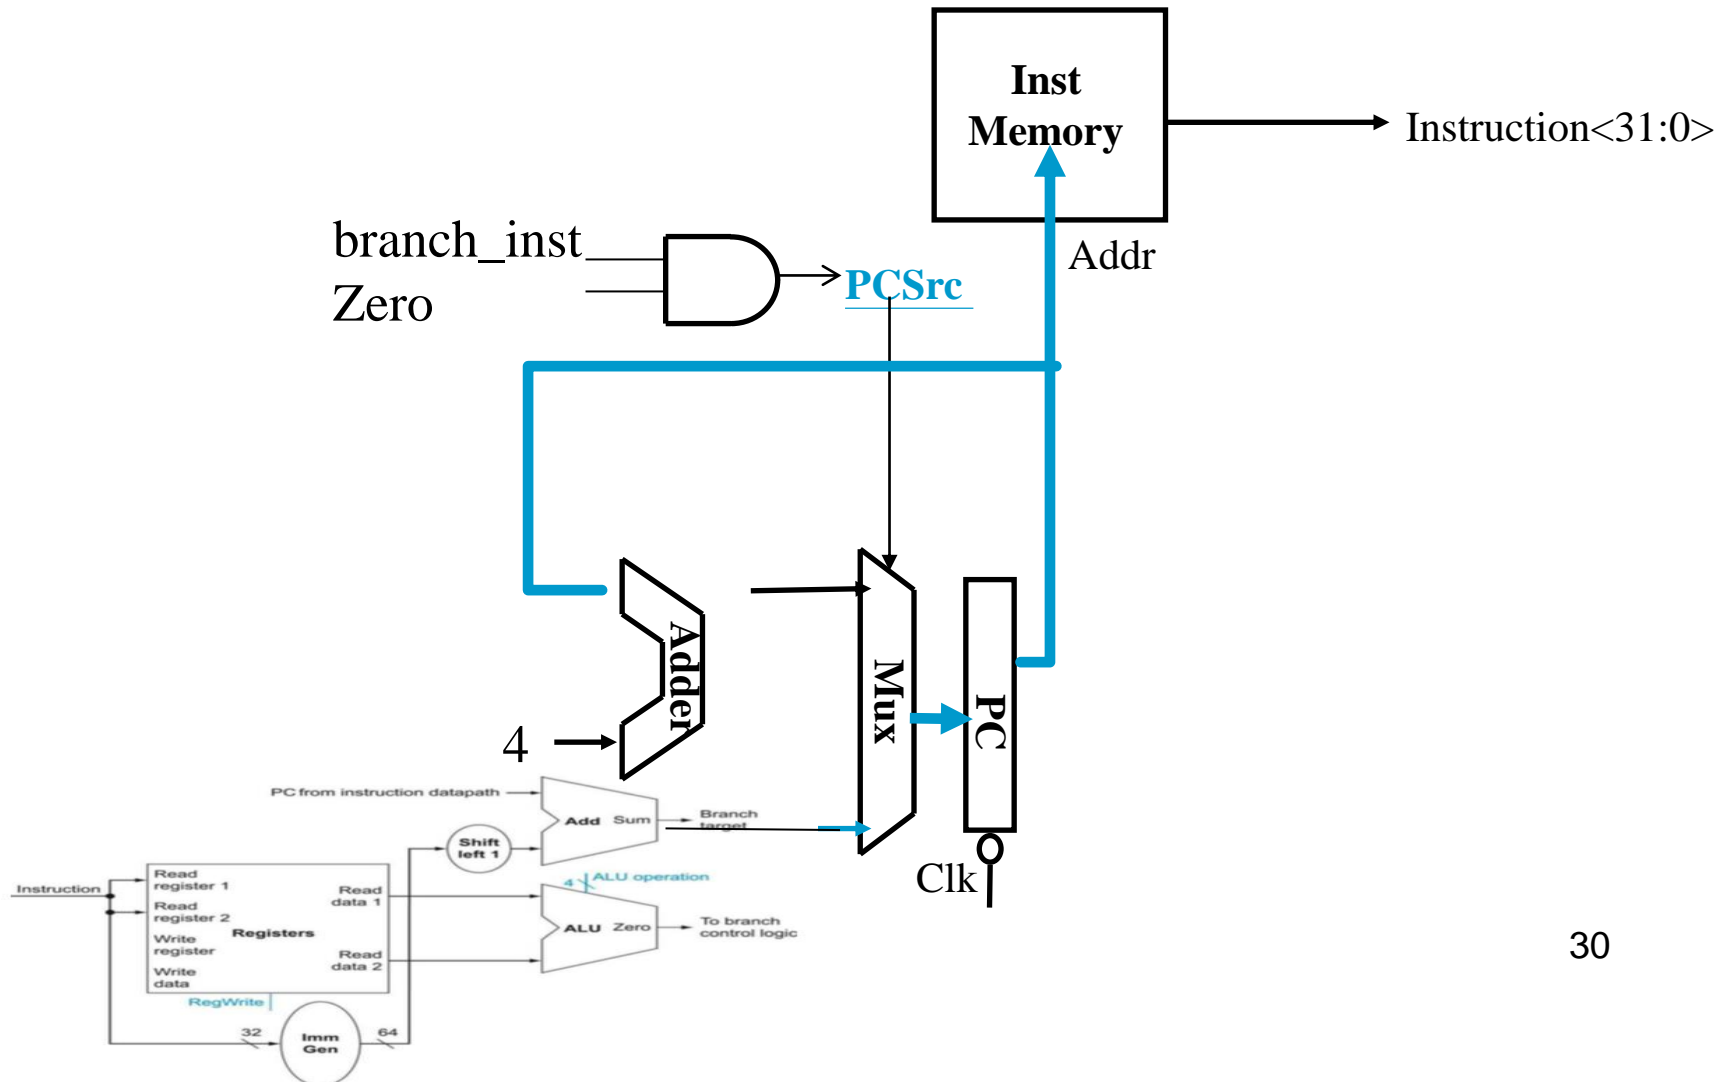 Inst
Memory
Instruction<31:0>
branch_inst
Zero
PCSrc
Addr
Adder
Mux
PC
4
Clk
PC from instruction datapath
Add Sum
Branch
target
Shift
left 1
4
ALU operation
Instruction
Read
register 1
Read
register 2
Write
register
Write
data
Registers
Read
data 1
Read
data 2
ALU Zero
To branch
control logic
RegWrite
32
Imm
Gen
64
30